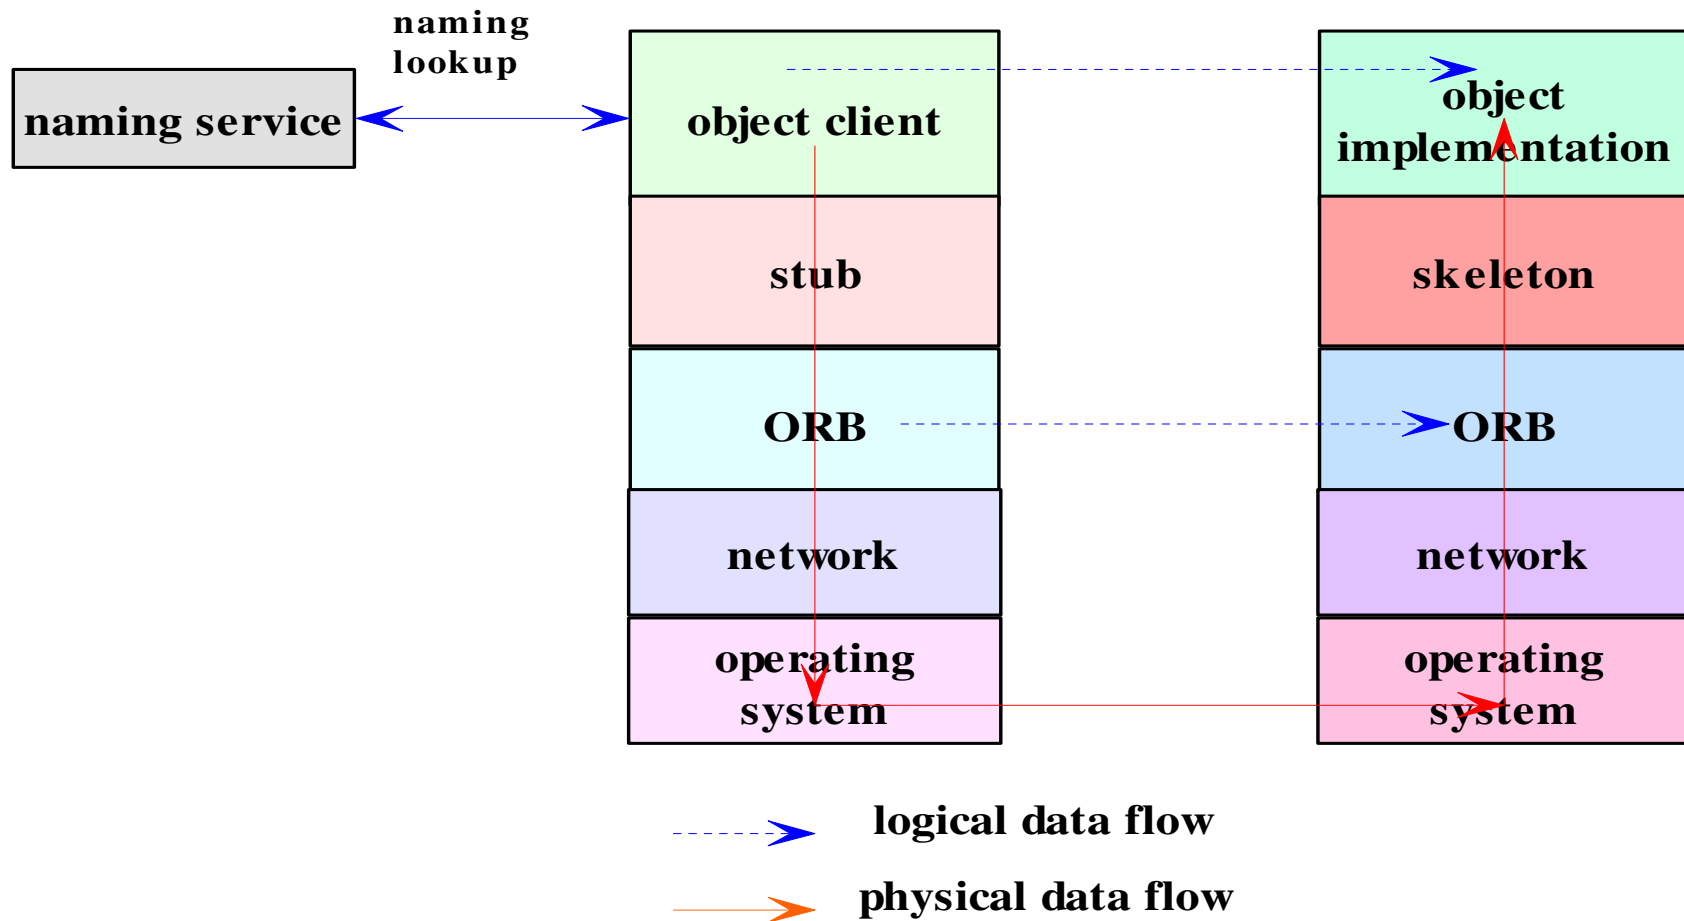 naming
lookup
naming service
object client
object
implementation
stub
skeleton
ORB
ORB
network
network
operating
system
operating
system
logical data flow
physical data flow